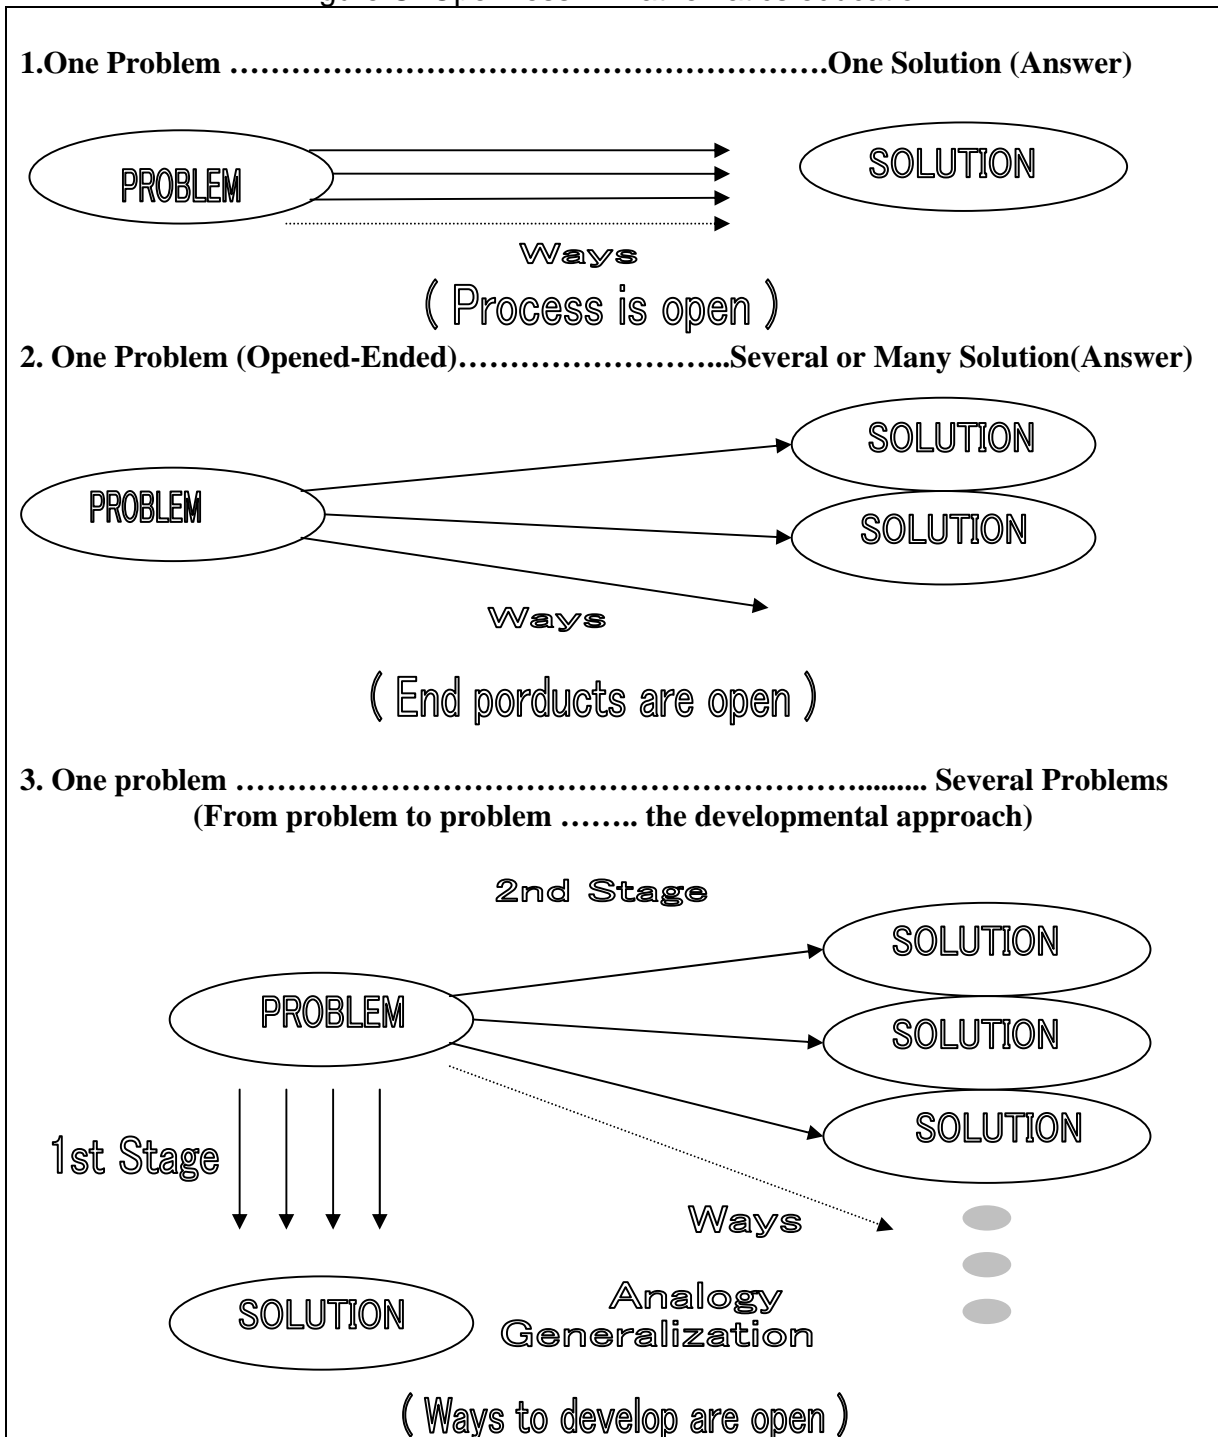 1.One Problem ………………………………………………….One Solution (Answer)
PROBLEM
SOLUTION
Ways
( Process is open )
2. One Problem (Opened-Ended)……………………...Several or Many Solution(Answer)
SOLUTION
PROBLEM
SOLUTION
Ways
( End porducts are open )
3. One problem ……………………………………………………......... Several Problems
(From problem to problem …….. the developmental approach)
2nd Stage
SOLUTION
PROBLEM
SOLUTION
SOLUTION
1st Stage
Ways
SOLUTION
Analogy
Generalization
( Ways to develop are open )